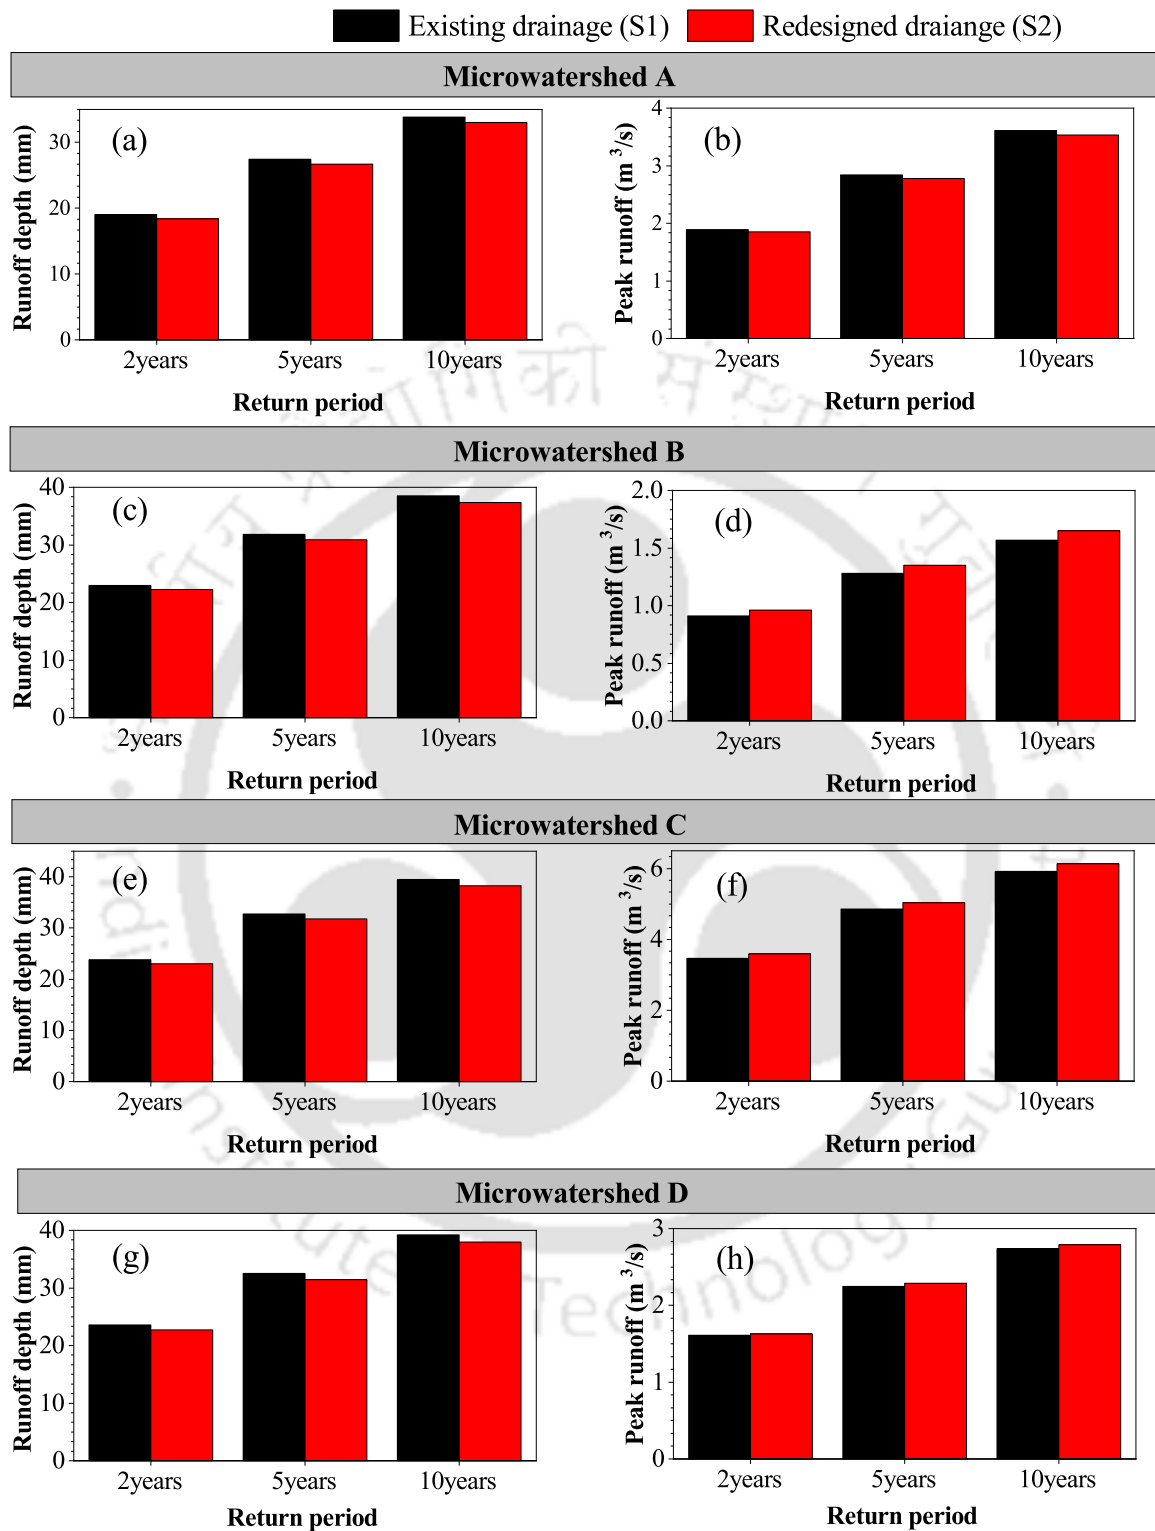 Existing drainage (S1) Redesigned draiange (S2)
Microwatershed A
(a)
Runoff depth (mm)
30
20
10
0
2years 5years 10years
Return period
(b)
Peak runoff (m ³/s)
4
3
2
1
0
2years 5years 10years
Return period
Microwatershed B
(c)
Runoff depth (mm)
40
30
20
10
0
2years 5years 10years
Return period
(d)
Peak runoff (m ³/s)
2.0
1.5
1.0
0.5
0.0
2years 5years 10years
Return period
Microwatershed C
(e)
Runoff depth (mm)
40
30
20
10
0
2years 5years 10years
Return period
(f)
Peak runoff (m ³/s)
6
4
2
0
2years 5years 10years
Return period
Microwatershed D
(g)
Runoff depth (mm)
40
30
20
10
0
2years 5years 10years
Return period
(h)
Peak runoff (m ³/s)
3
2
1
0
2years 5years 10years
Return period
Institute Technology